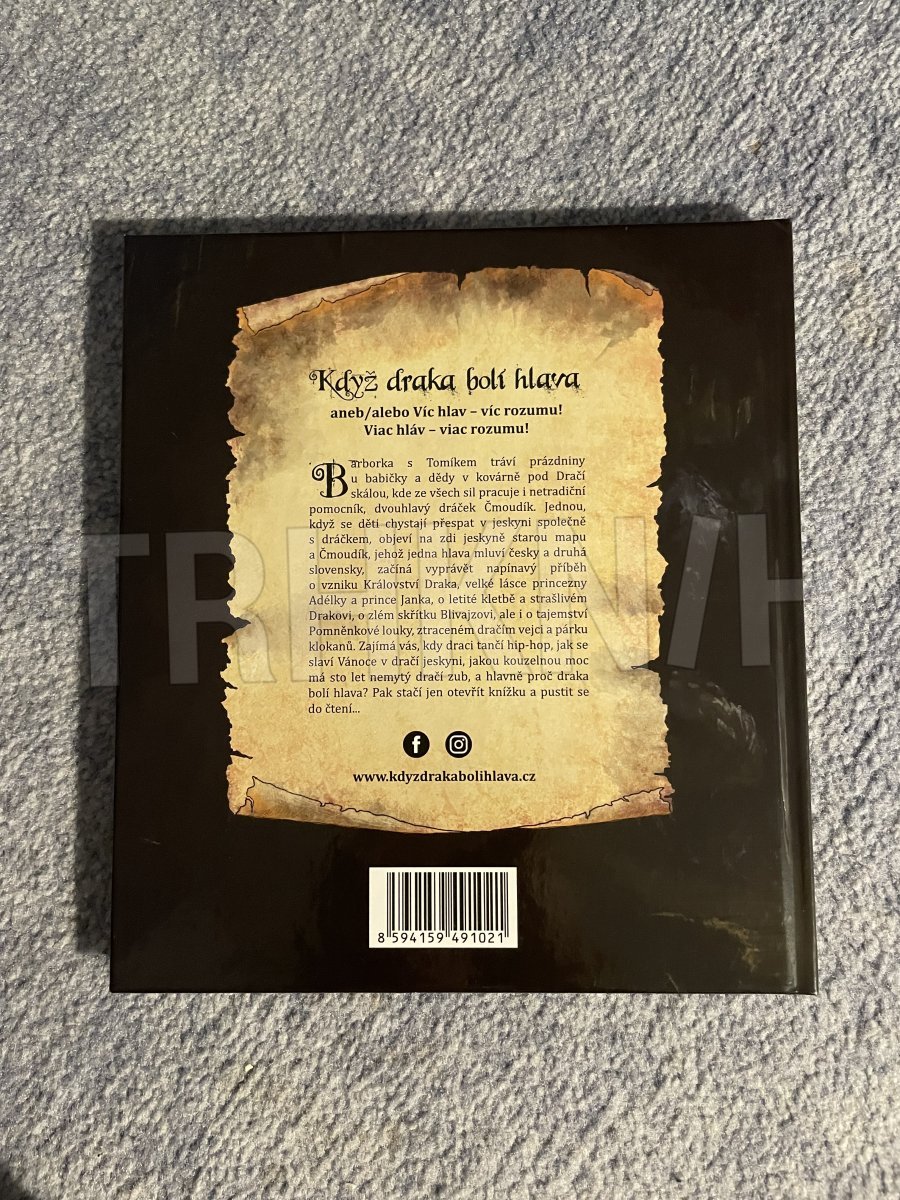 Když draka bolí hlava
aneb/alebo Víc hlav – víc rozumu!
Viac hláv – viac rozumu!
Barborka s Tomíkem tráví prázdniny
u babičky a dědy v kovárně pod Dračí
skálou, kde ze všech sil pracuje i netradiční
pomocník, dvouhlavý dráček Čmoudík. Jednou,
když se děti chystají přespat v jeskyni společně
s dráčkem, objeví na zdi jeskyně starou mapu
a Čmoudík, jehož jedna hlava mluví česky a druhá
slovensky, začíná vyprávět napínavý příběh
o vzniku Království Draka, velké lásce princezny
Adélky a prince Janka, o letité kletbě a strašlivém
Drakovi, o zlém skřítku Blivajzovi, ale i o tajemství
Pomněnkové louky, ztraceném dračím vejci a párku
klokanů. Zajímá vás, kdy draci tančí hip-hop, jak se
slaví Vánoce v dračí jeskyni, jakou kouzelnou moc
má sto let nemytý dračí zub, a hlavně proč draka
bolí hlava? Pak stačí jen otevřít knížku a pustit se
do čtení...
www.kdyzdrakabolihlava.cz
8 594159 491021